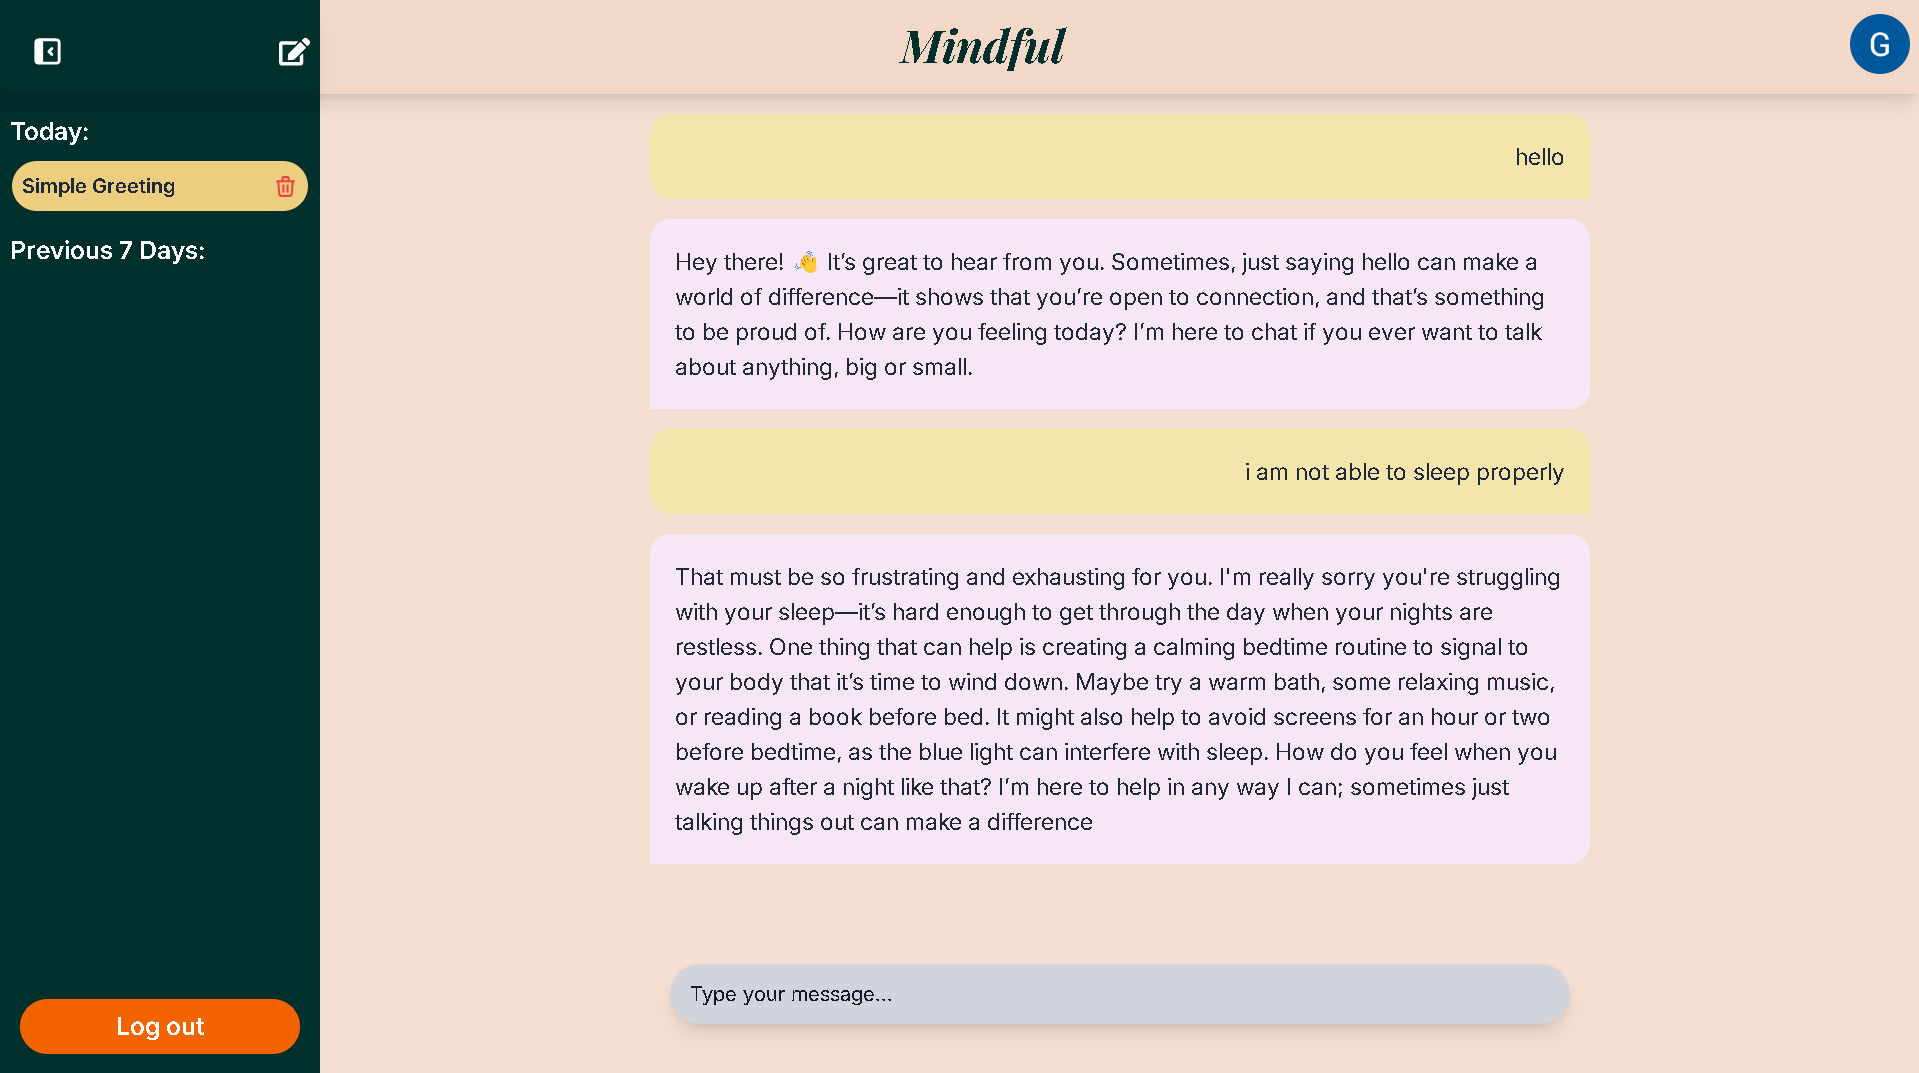 Mindful
G
Today:
Simple Greeting
Previous 7 Days:
Log out
hello
Hey there! 👋 It’s great to hear from you. Sometimes, just saying hello can make a
world of difference—it shows that you’re open to connection, and that’s something
to be proud of. How are you feeling today? I’m here to chat if you ever want to talk
about anything, big or small.
i am not able to sleep properly
That must be so frustrating and exhausting for you. I'm really sorry you're struggling
with your sleep—it’s hard enough to get through the day when your nights are
restless. One thing that can help is creating a calming bedtime routine to signal to
your body that it’s time to wind down. Maybe try a warm bath, some relaxing music,
or reading a book before bed. It might also help to avoid screens for an hour or two
before bedtime, as the blue light can interfere with sleep. How do you feel when you
wake up after a night like that? I’m here to help in any way I can; sometimes just
talking things out can make a difference
Type your message...